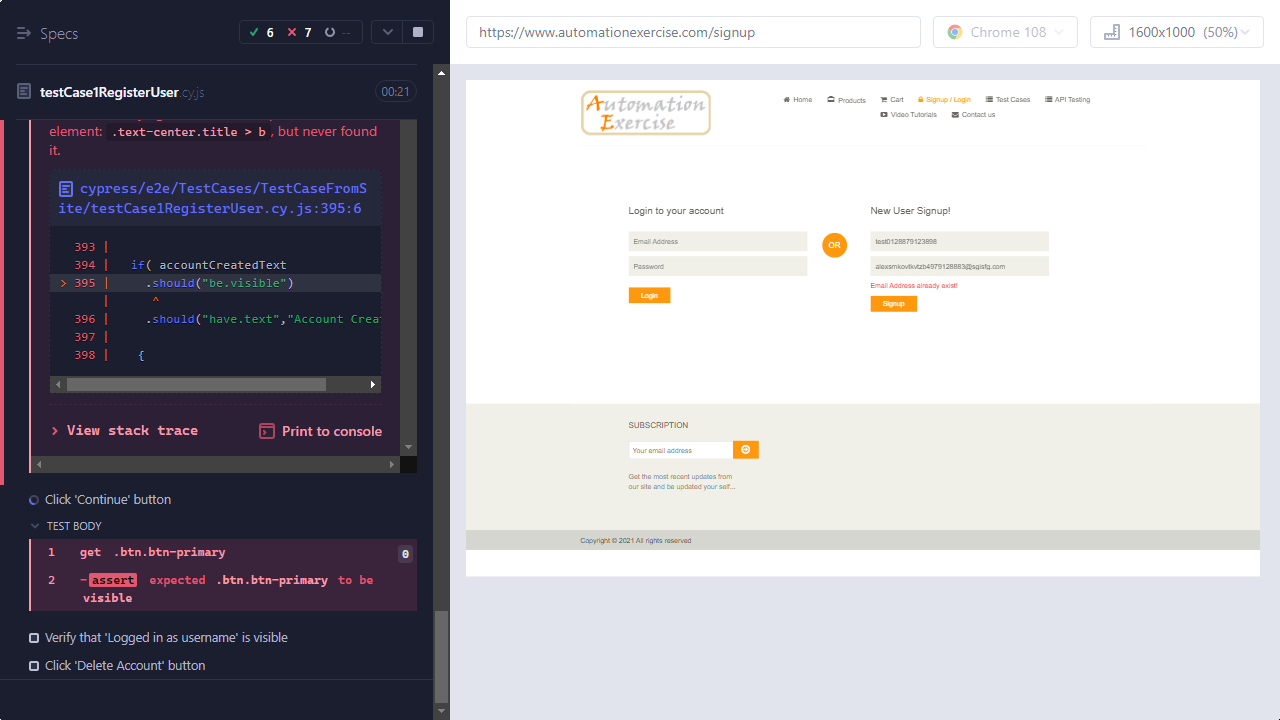 Specs
6 7 --
testCase1RegisterUser.cy.js 00:21
element: .text-center.title > b, but never found
it.
cypress/e2e/TestCases/TestCaseFromS
ite/testCase1RegisterUser.cy.js:395:6
393 |
394 | if( accountCreatedText
> 395 | .should("be.visible")
| ^
396 | .should("have.text","Account Crea
397 |
398 | {
> View stack trace
Print to console
Click 'Continue' button
TEST BODY
1 get .btn.btn-primary 0
2 -assert expected .btn.btn-primary to be
visible
Verify that 'Logged in as username' is visible
Click 'Delete Account' button
https://www.automationexercise.com/signup
Chrome 108
1600x1000 (50%)
Automation
Exercise
Home Products Cart Signup / Login Test Cases API Testing
Video Tutorials Contact us
Login to your account
Email Address
Password
Login
OR
New User Signup!
test0128879123898
alexsmkovtkvtzb4979128883@sgisfg.com
Email Address already exist!
Signup
SUBSCRIPTION
Your email address
Get the most recent updates from
our site and be updated your self...
Copyright © 2021 All rights reserved